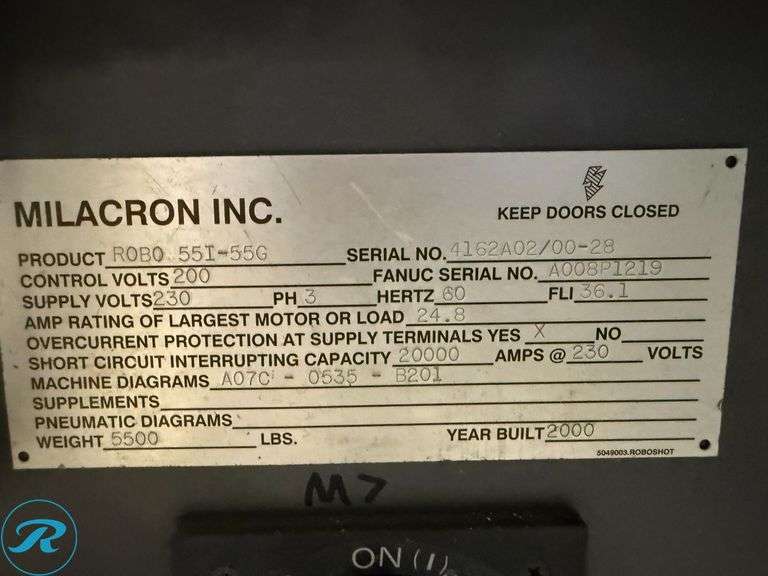 MILACRON INC.
KEEP DOORS CLOSED
PRODUCT ROBO 55I-55G SERIAL NO. 4162A02/00-28
CONTROL VOLTS 200 FANUC SERIAL NO. A008P1219
SUPPLY VOLTS 230 PH 3 HERTZ 60 FLI 36.1
AMP RATING OF LARGEST MOTOR OR LOAD 24.8
OVERCURRENT PROTECTION AT SUPPLY TERMINALS YES X NO
SHORT CIRCUIT INTERRUPTING CAPACITY 20000 AMPS @ 230 VOLTS
MACHINE DIAGRAMS A07C - 0535 - B201
SUPPLEMENTS
PNEUMATIC DIAGRAMS
WEIGHT 5500 LBS. YEAR BUILT 2000
5049003.ROBOSHOT
M7
R
ON (I)